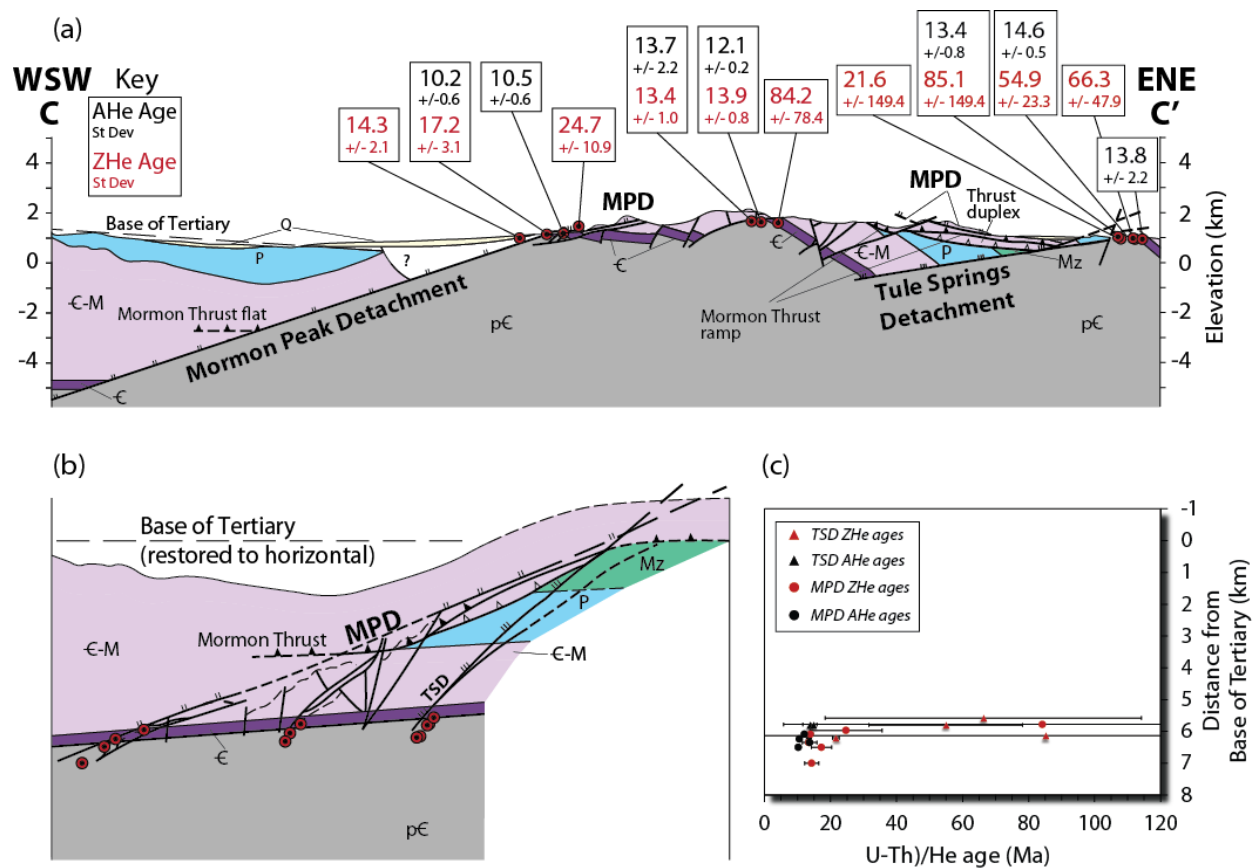 (a)
WSW
C
Key
AHe Age
St Dev
ZHe Age
St Dev
14.3
+/- 2.1
10.2
+/-0.6
17.2
+/- 3.1
10.5
+/-0.6
24.7
+/- 10.9
13.7
+/- 2.2
13.4
+/- 1.0
12.1
+/- 0.2
13.9
+/- 0.8
84.2
+/- 78.4
21.6
+/- 149.4
13.4
+/-0.8
85.1
+/- 149.4
14.6
+/- 0.5
54.9
+/- 23.3
66.3
+/- 47.9
13.8
+/- 2.2
ENE
C’
4
2
0
-2
-4
4
2
0
-2
-4
Elevation (km)
Base of Tertiary
Q
P
?
Ꞓ-M
Mormon Thrust flat
Ꞓ
Mormon Peak Detachment
MPD
Ꞓ
pꞒ
Ꞓ
MPD
Thrust
duplex
Ꞓ-M
P
Mz
Mormon Thrust
ramp
Tule Springs
Detachment
pꞒ
(b)
Base of Tertiary
(restored to horizontal)
Mz
P
MPD
Mormon Thrust
Ꞓ-M
Ꞓ-M
TSD
Ꞓ
pꞒ
(c)
TSD ZHe ages
TSD AHe ages
MPD ZHe ages
MPD AHe ages
-1
0
1
2
3
4
5
6
7
8
Distance from
Base of Tertiary (km)
0
20
40
60
80
100
120
U-Th)/He age (Ma)